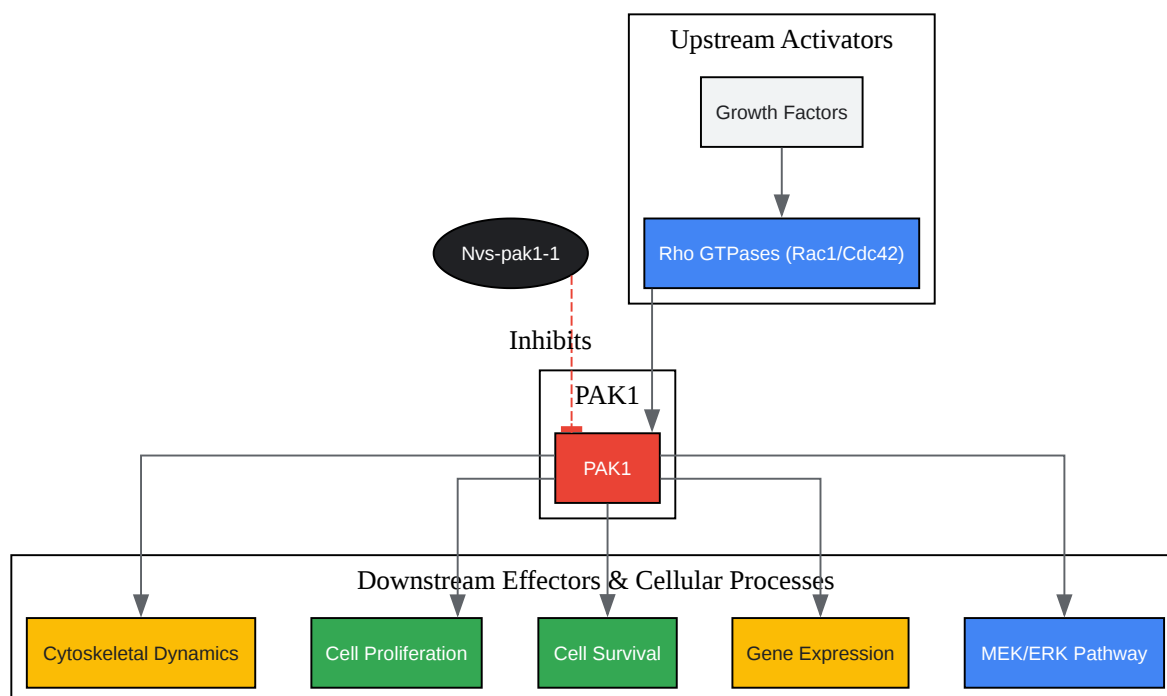 Upstream Activators
Growth Factors
Nvs-pak1-1
Rho GTPases (Rac1/Cdc42)
Inhibits
PAK1
PAK1
Downstream Effectors & Cellular Processes
Cytoskeletal Dynamics
Cell Proliferation
Cell Survival
Gene Expression
MEK/ERK Pathway